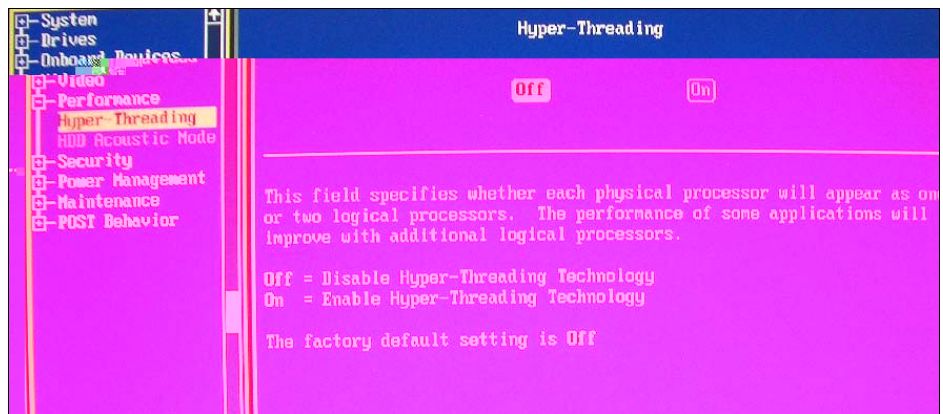 System
Drives
Onboard Devices
Video
Performance
Hyper-Threading
HDD Acoustic Mode
Security
Power Management
Maintenance
POST Behavior
Hyper-Threading
Off On
This field specifies whether each physical processor will appear as one
or two logical processors. The performance of some applications will
improve with additional logical processors.
Off = Disable Hyper-Threading Technology
On = Enable Hyper-Threading Technology
The factory default setting is Off